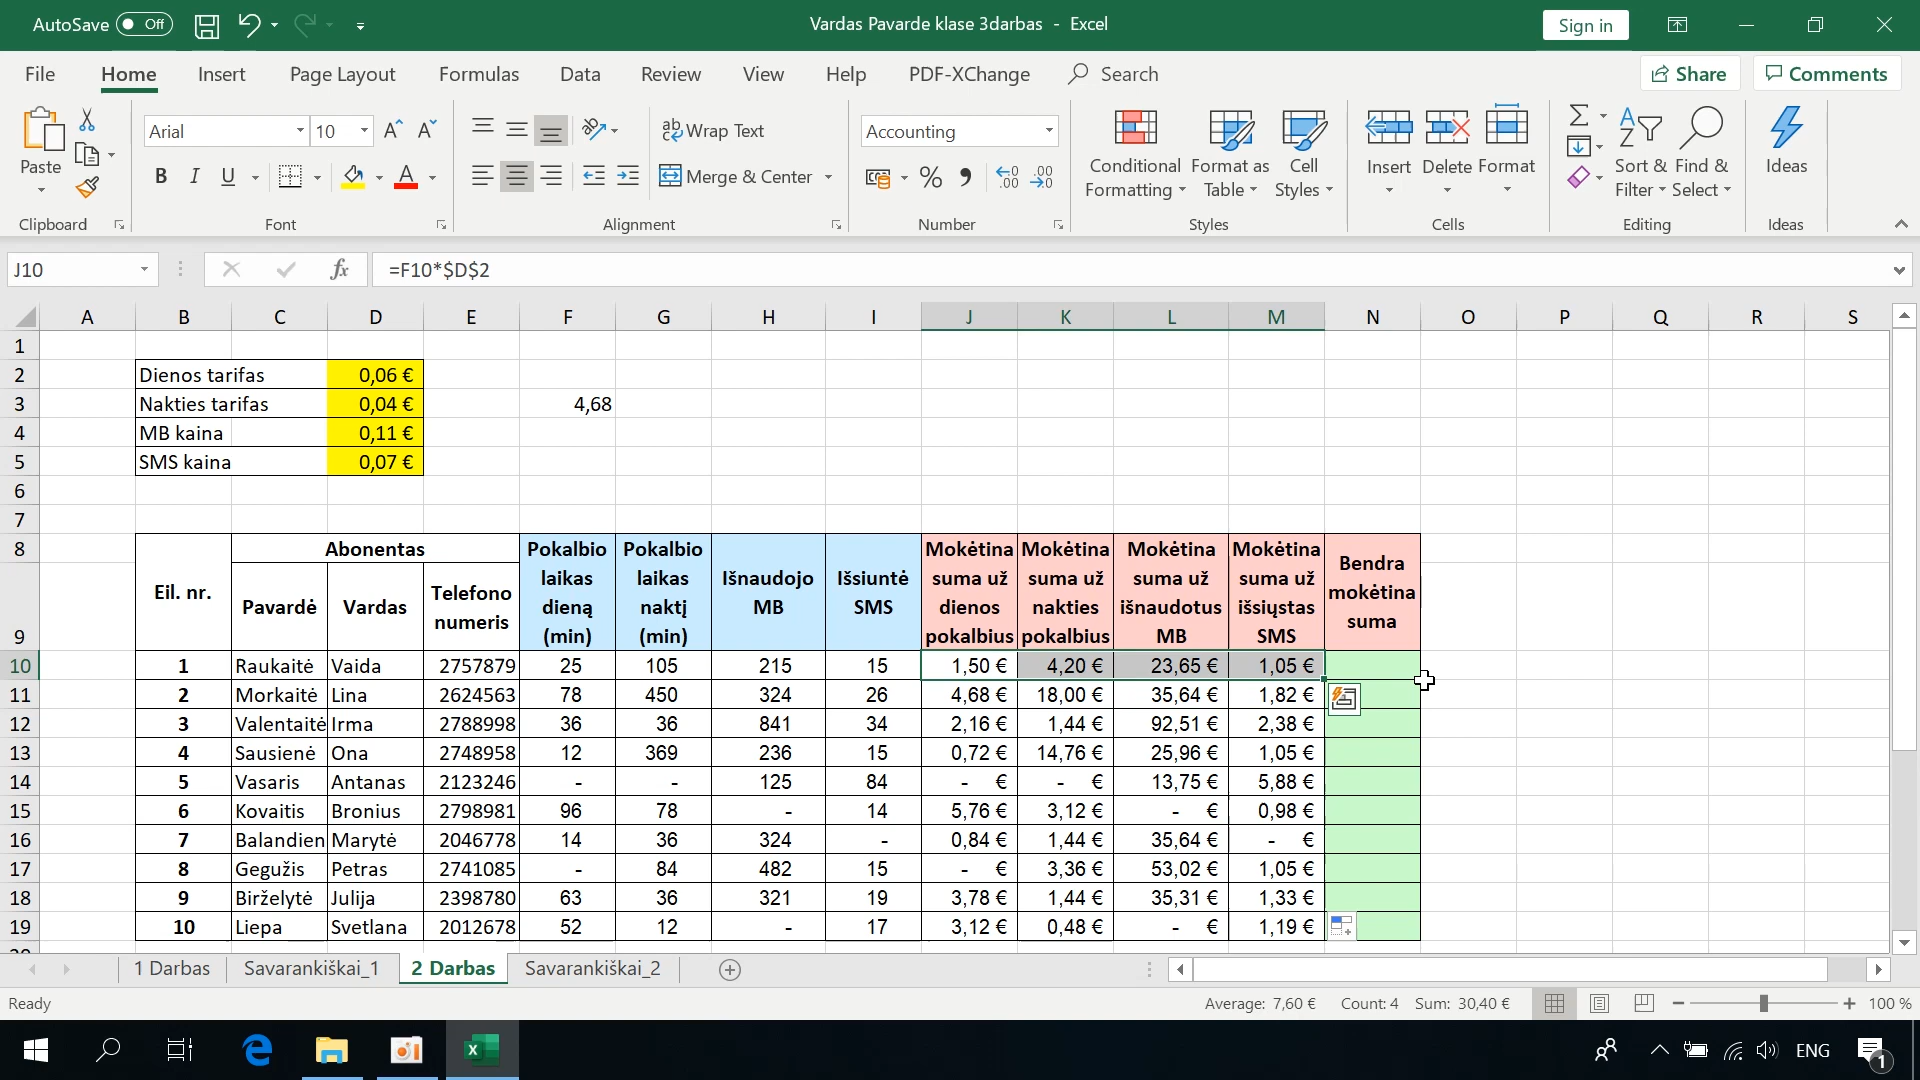 AutoSave Off Vardas Pavarde klase 3darbas - Excel Sign in
File Home Insert Page Layout Formulas Data Review View Help PDF-XChange Search Share Comments
Paste
Clipboard
Arial 10
B I U
Font
Wrap Text
Merge & Center
Alignment
Accounting
Number
Conditional Formatting
Format as Table
Cell Styles
Styles
Insert Delete Format
Cells
Sort & Filter
Find & Select
Editing
Ideas
Ideas
J10 fx =F10*$D$2
A B C D E F G H I J K L M N O P Q R S
1
2 Dienos tarifas 0,06 €
3 Nakties tarifas 0,04 € 4,68
4 MB kaina 0,11 €
5 SMS kaina 0,07 €
6
7
8
9
Eil. nr.
Abonentas
Pavardė
Vardas
Telefono numeris
Pokalbio laikas dieną (min)
Pokalbio laikas naktį (min)
Išnaudojo MB
Išsiuntė SMS
Mokėtina suma už dienos pokalbius
Mokėtina suma už nakties pokalbius
Mokėtina suma už išnaudotus MB
Mokėtina suma už išsiųstas SMS
Bendra mokėtina suma
10 1 Raukaitė Vaida 2757879 25 105 215 15 1,50 € 4,20 € 23,65 € 1,05 €
11 2 Morkaitė Lina 2624563 78 450 324 26 4,68 € 18,00 € 35,64 € 1,82 €
12 3 Valentaitė Irma 2788998 36 36 841 34 2,16 € 1,44 € 92,51 € 2,38 €
13 4 Sausienė Ona 2748958 12 369 236 15 0,72 € 14,76 € 25,96 € 1,05 €
14 5 Vasaris Antanas 2123246 - - 125 84 - € - € 13,75 € 5,88 €
15 6 Kovaitis Bronius 2798981 96 78 - 14 5,76 € 3,12 € - € 0,98 €
16 7 Balandien Marytė 2046778 14 36 324 - 0,84 € 1,44 € 35,64 € - €
17 8 Gegužis Petras 2741085 - 84 482 15 - € 3,36 € 53,02 € 1,05 €
18 9 Birželytė Julija 2398780 63 36 321 19 3,78 € 1,44 € 35,31 € 1,33 €
19 10 Liepa Svetlana 2012678 52 12 - 17 3,12 € 0,48 € - € 1,19 €
1 Darbas Savarankiškai_1 2 Darbas Savarankiškai_2
Ready Average: 7,60 € Count: 4 Sum: 30,40 € 100 %
ENG 1